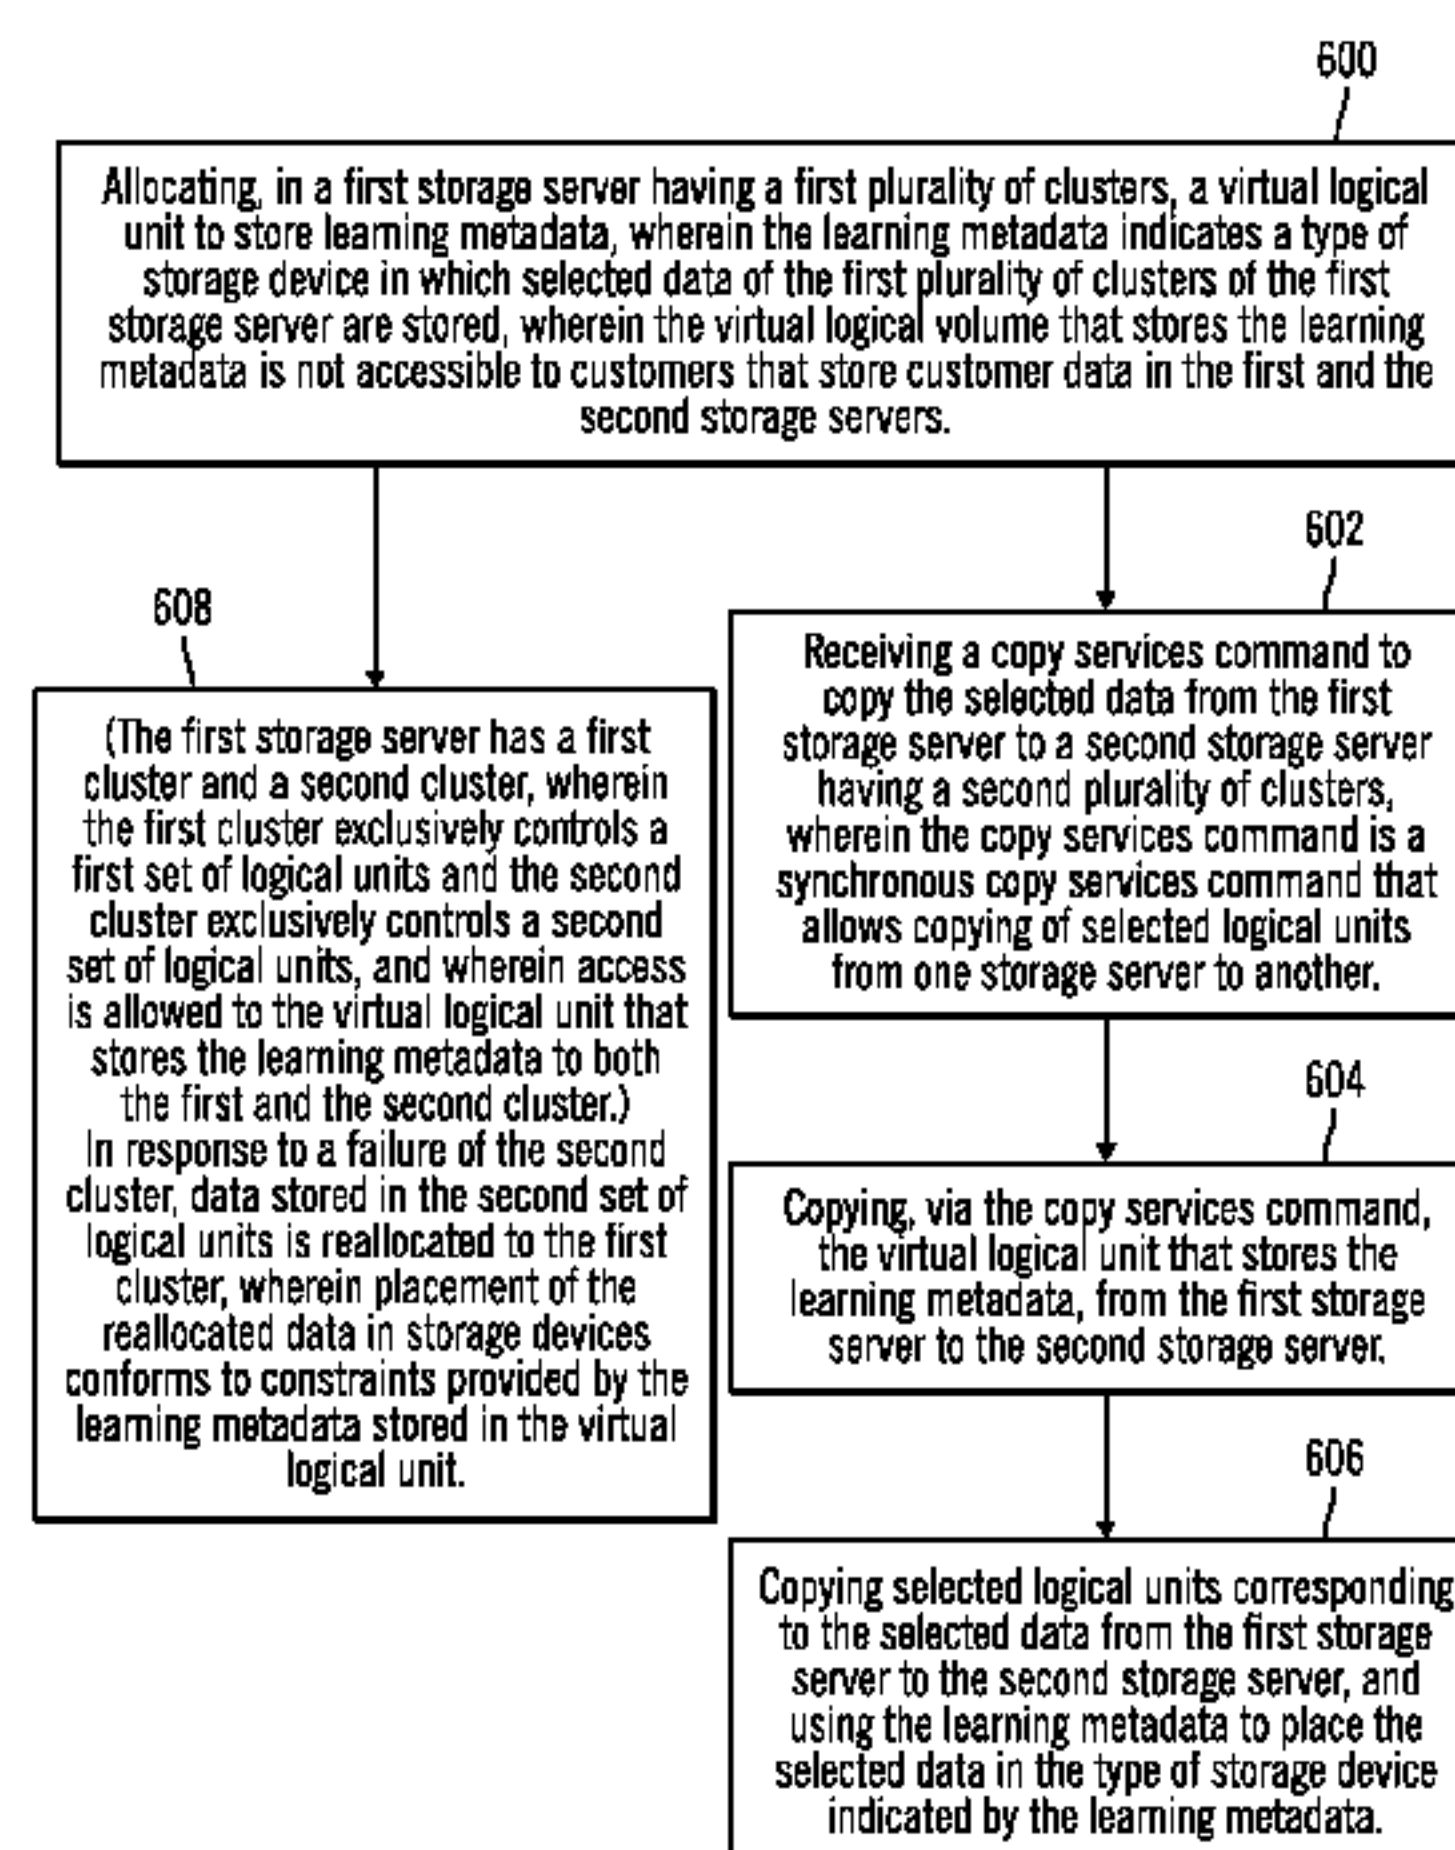 600
Allocating, in a first storage server having a first plurality of clusters, a virtual logical
unit to store learning metadata, wherein the learning metadata indicates a type of
storage device in which selected data of the first plurality of clusters of the first
storage server are stored, wherein the virtual logical volume that stores the learning
metadata is not accessible to customers that store customer data in the first and the
second storage servers.
602
Receiving a copy services command to
copy the selected data from the first
storage server to a second storage server
having a second plurality of clusters,
wherein the copy services command is a
synchronous copy services command that
allows copying of selected logical units
from one storage server to another.
608
(The first storage server has a first
cluster and a second cluster, wherein
the first cluster exclusively controls a
first set of logical units and the second
cluster exclusively controls a second
set of logical units, and wherein access
is allowed to the virtual logical unit that
stores the learning metadata to both
the first and the second cluster.)
In response to a failure of the second
cluster, data stored in the second set of
logical units is reallocated to the first
cluster, wherein placement of the
reallocated data in storage devices
conforms to constraints provided by the
learning metadata stored in the virtual
logical unit.
604
Copying, via the copy services command,
the virtual logical unit that stores the
learning metadata, from the first storage
server to the second storage server.
606
Copying selected logical units corresponding
to the selected data from the first storage
server to the second storage server, and
using the learning metadata to place the
selected data in the type of storage device
indicated by the learning metadata.